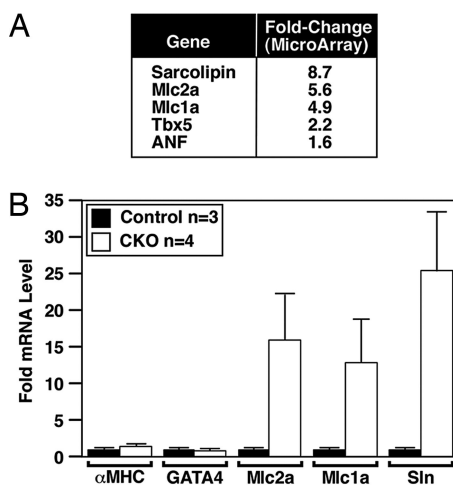 A
Gene
Fold-Change
(MicroArray)
Sarcolipin 8.7
Mlc2a 5.6
Mlc1a 4.9
Tbx5 2.2
ANF 1.6
B
Fold mRNA Level
35
30
25
20
15
10
5
0
Control n=3
CKO n=4
αMHC GATA4 Mlc2a Mlc1a Sln